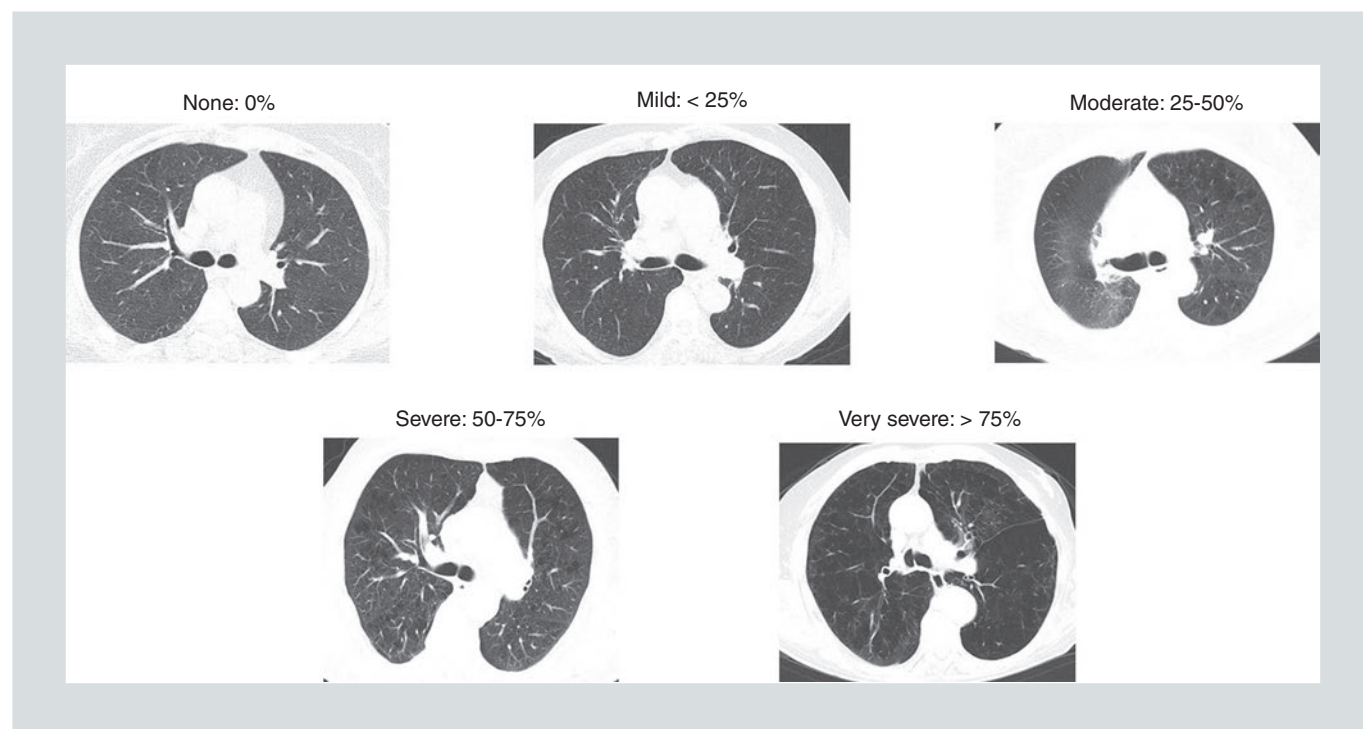 None: 0%
Mild: < 25%
Moderate: 25-50%
Severe: 50-75%
Very severe: > 75%